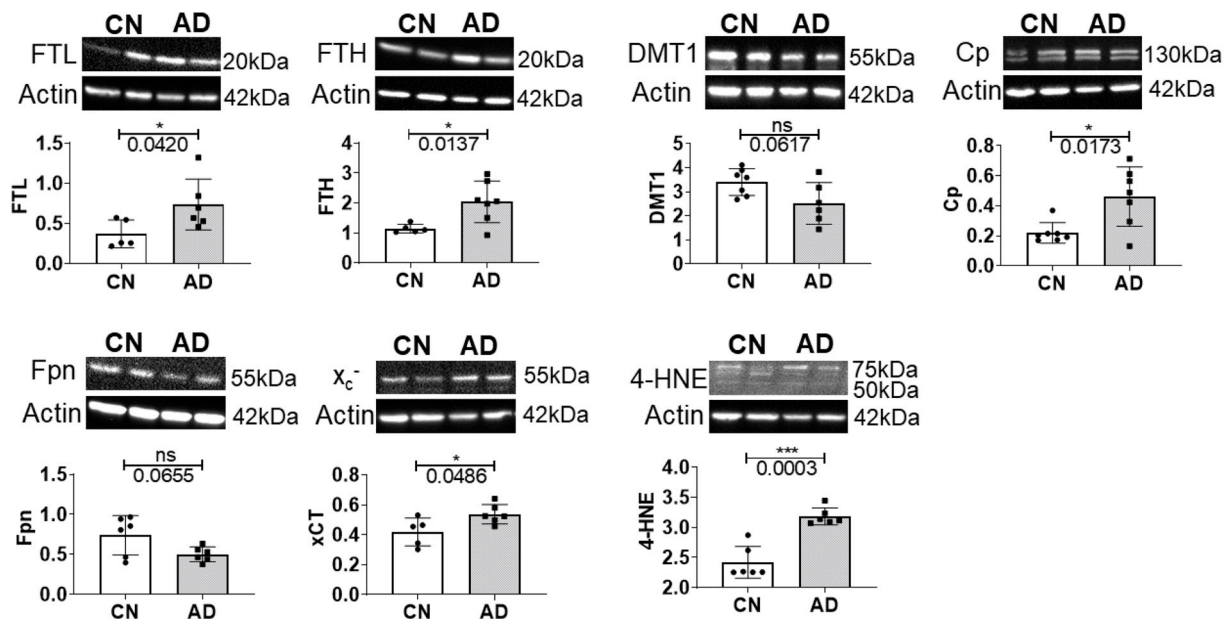 CN AD
FTL 20kDa
Actin 42kDa
*
0.0420
1.5
1.0
0.5
0.0
FTL
CN AD
CN AD
FTH 20kDa
Actin 42kDa
*
0.0137
4
3
2
1
0
FTH
CN AD
CN AD
DMT1 55kDa
Actin 42kDa
ns
0.0617
5
4
3
2
1
0
DMT1
CN AD
CN AD
Cp 130kDa
Actin 42kDa
*
0.0173
0.8
0.6
0.4
0.2
0.0
Cp
CN AD
CN AD
Fpn 55kDa
Actin 42kDa
ns
0.0655
1.5
1.0
0.5
0.0
Fpn
CN AD
CN AD
xc- 55kDa
Actin 42kDa
*
0.0486
0.8
0.6
0.4
0.2
0.0
xCT
CN AD
CN AD
4-HNE 75kDa
50kDa
Actin 42kDa
***
0.0003
4.0
3.5
3.0
2.5
2.0
4-HNE
CN AD